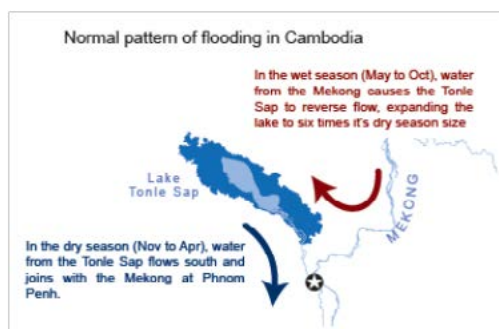 Normal pattern of flooding in Cambodia
In the wet season (May to Oct), water
from the Mekong causes the Tonle
Sap to reverse flow, expanding the
lake to six times it's dry season size
Lake
Tonle Sap
MEKONG
In the dry season (Nov to Apr), water
from the Tonle Sap flows south and
joins with the Mekong at Phnom
Penh.